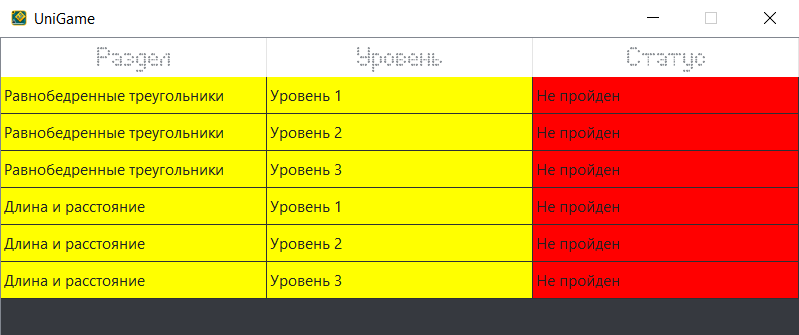 UniGame
Раздел Уровень Статус
Равнобедренные треугольники Уровень 1 Не пройден
Равнобедренные треугольники Уровень 2 Не пройден
Равнобедренные треугольники Уровень 3 Не пройден
Длина и расстояние Уровень 1 Не пройден
Длина и расстояние Уровень 2 Не пройден
Длина и расстояние Уровень 3 Не пройден